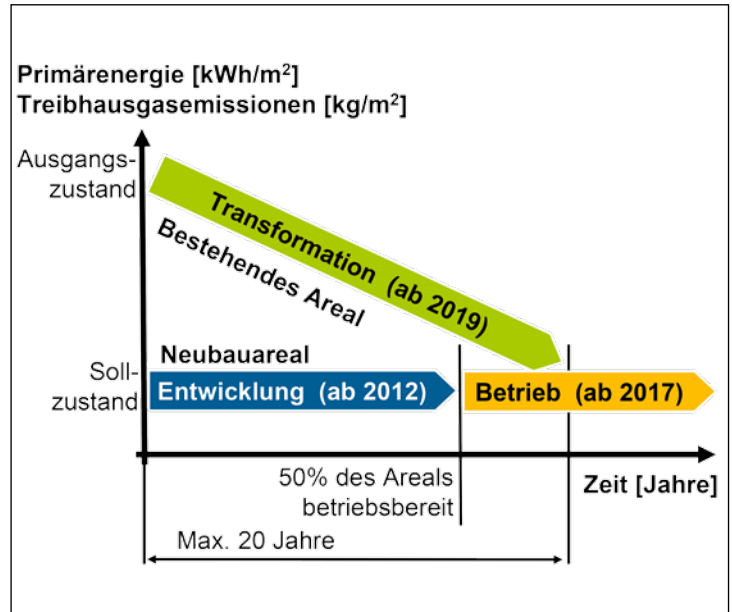 Primärenergie [kWh/m²]
Treibhausgasemissionen [kg/m²]
Ausgangs-
zustand
Transformation (ab 2019)
Bestehendes Areal
Neubauareal
Soll-
zustand
Entwicklung (ab 2012)
Betrieb (ab 2017)
50% des Areals
betriebsbereit
Zeit [Jahre]
Max. 20 Jahre